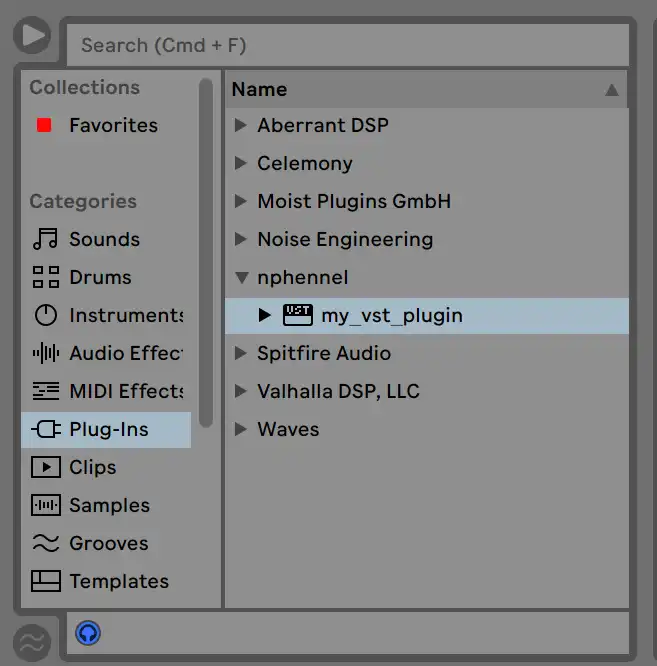 Search (Cmd + F)
Collections
Favorites
Categories
Sounds
Drums
Instruments
Audio Effec
MIDI Effects
Plug-Ins
Clips
Samples
Grooves
Templates
Name
Aberrant DSP
Celemony
Moist Plugins GmbH
Noise Engineering
nphennel
VST my_vst_plugin
Spitfire Audio
Valhalla DSP, LLC
Waves